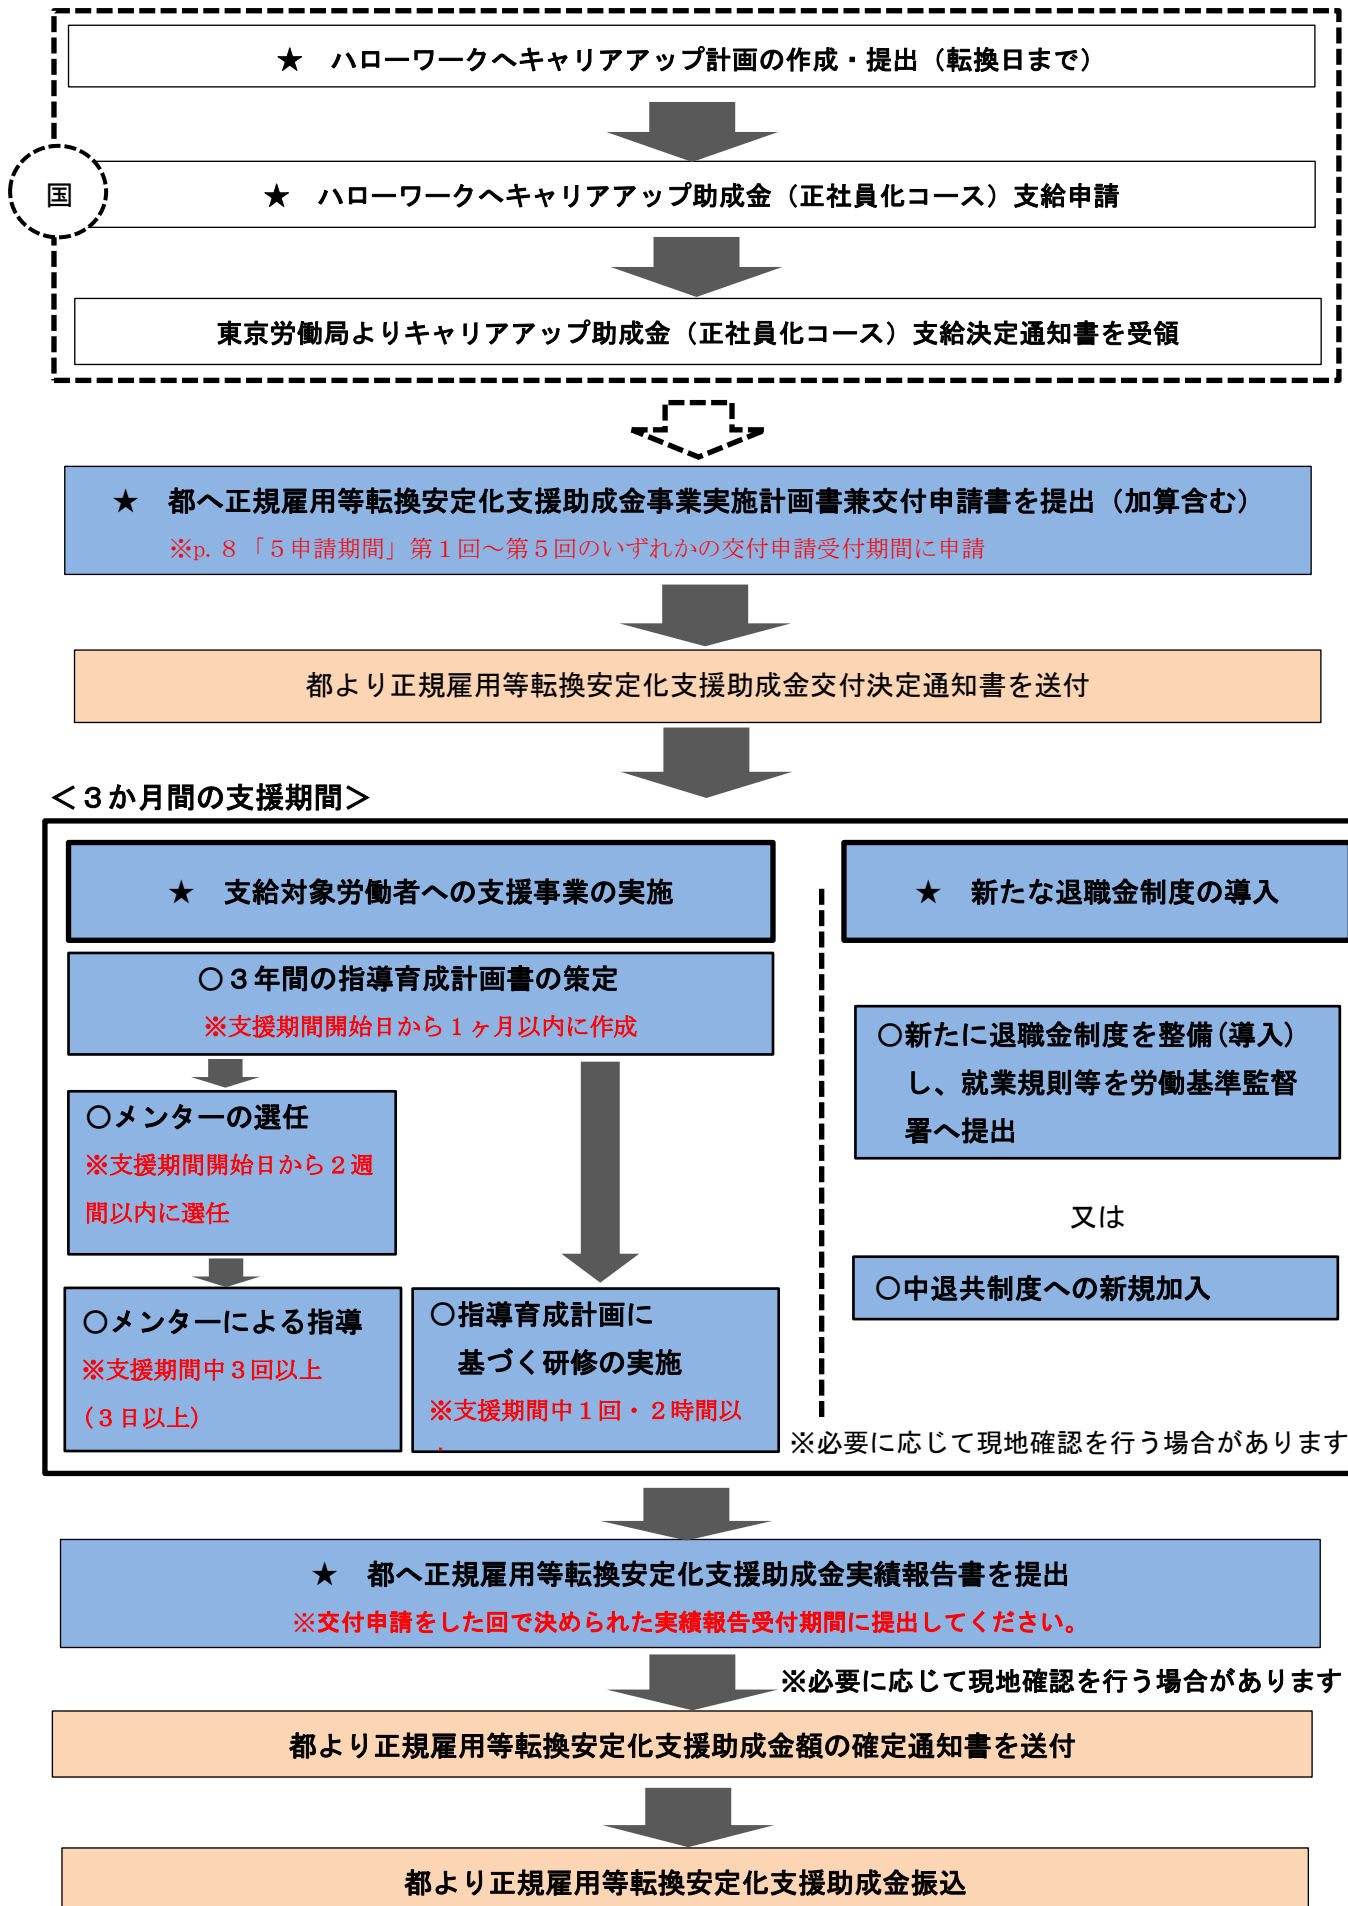 ★　ハローワークへキャリアアップ計画の作成・提出（転換日まで）
国
★　ハローワークへキャリアアップ助成金（正社員化コース）支給申請
東京労働局よりキャリアアップ助成金（正社員化コース）支給決定通知書を受領
★　都へ正規雇用等転換安定化支援助成金事業実施計画書兼交付申請書を提出（加算含む）
※p.８「５申請期間」第１回～第５回のいずれかの交付申請受付期間に申請
都より正規雇用等転換安定化支援助成金交付決定通知書を送付
＜３か月間の支援期間＞
★　支給対象労働者への支援事業の実施
○３年間の指導育成計画書の策定
※支援期間開始日から１ヶ月以内に作成
○メンターの選任
※支援期間開始日から２週
間以内に選任
○メンターによる指導
※支援期間中３回以上
（３日以上）
○指導育成計画に
基づく研修の実施
※支援期間中１回・２時間以
★　新たな退職金制度の導入
○新たに退職金制度を整備(導入)
し、就業規則等を労働基準監督
署へ提出
又は
○中退共制度への新規加入
※必要に応じて現地確認を行う場合があります
★　都へ正規雇用等転換安定化支援助成金実績報告書を提出
※交付申請をした回で決められた実績報告受付期間に提出してください。
※必要に応じて現地確認を行う場合があります
都より正規雇用等転換安定化支援助成金額の確定通知書を送付
都より正規雇用等転換安定化支援助成金振込